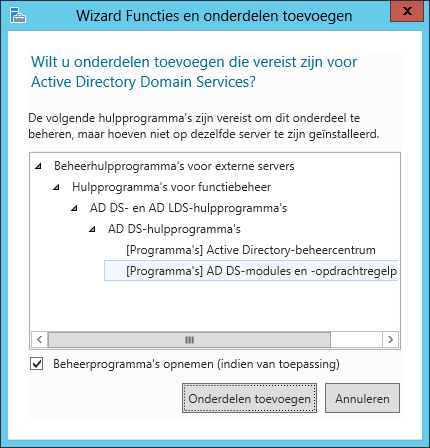 Wizard Functies en onderdelen toevoegen
Wilt u onderdelen toevoegen die vereist zijn voor
Active Directory Domain Services?
De volgende hulpprogramma's zijn vereist om dit onderdeel te
beheren, maar hoeven niet op dezelfde server te zijn geïnstalleerd.
Beheerhulpprogramma's voor externe servers
Hulpprogramma's voor functiebeheer
AD DS- en AD LDS-hulpprogramma's
AD DS-hulpprogramma's
[Programma's] Active Directory-beheercentrum
[Programma's] AD DS-modules en -opdrachtregelp
Beheerprogramma's opnemen (indien van toepassing)
Onderdelen toevoegen
Annuleren